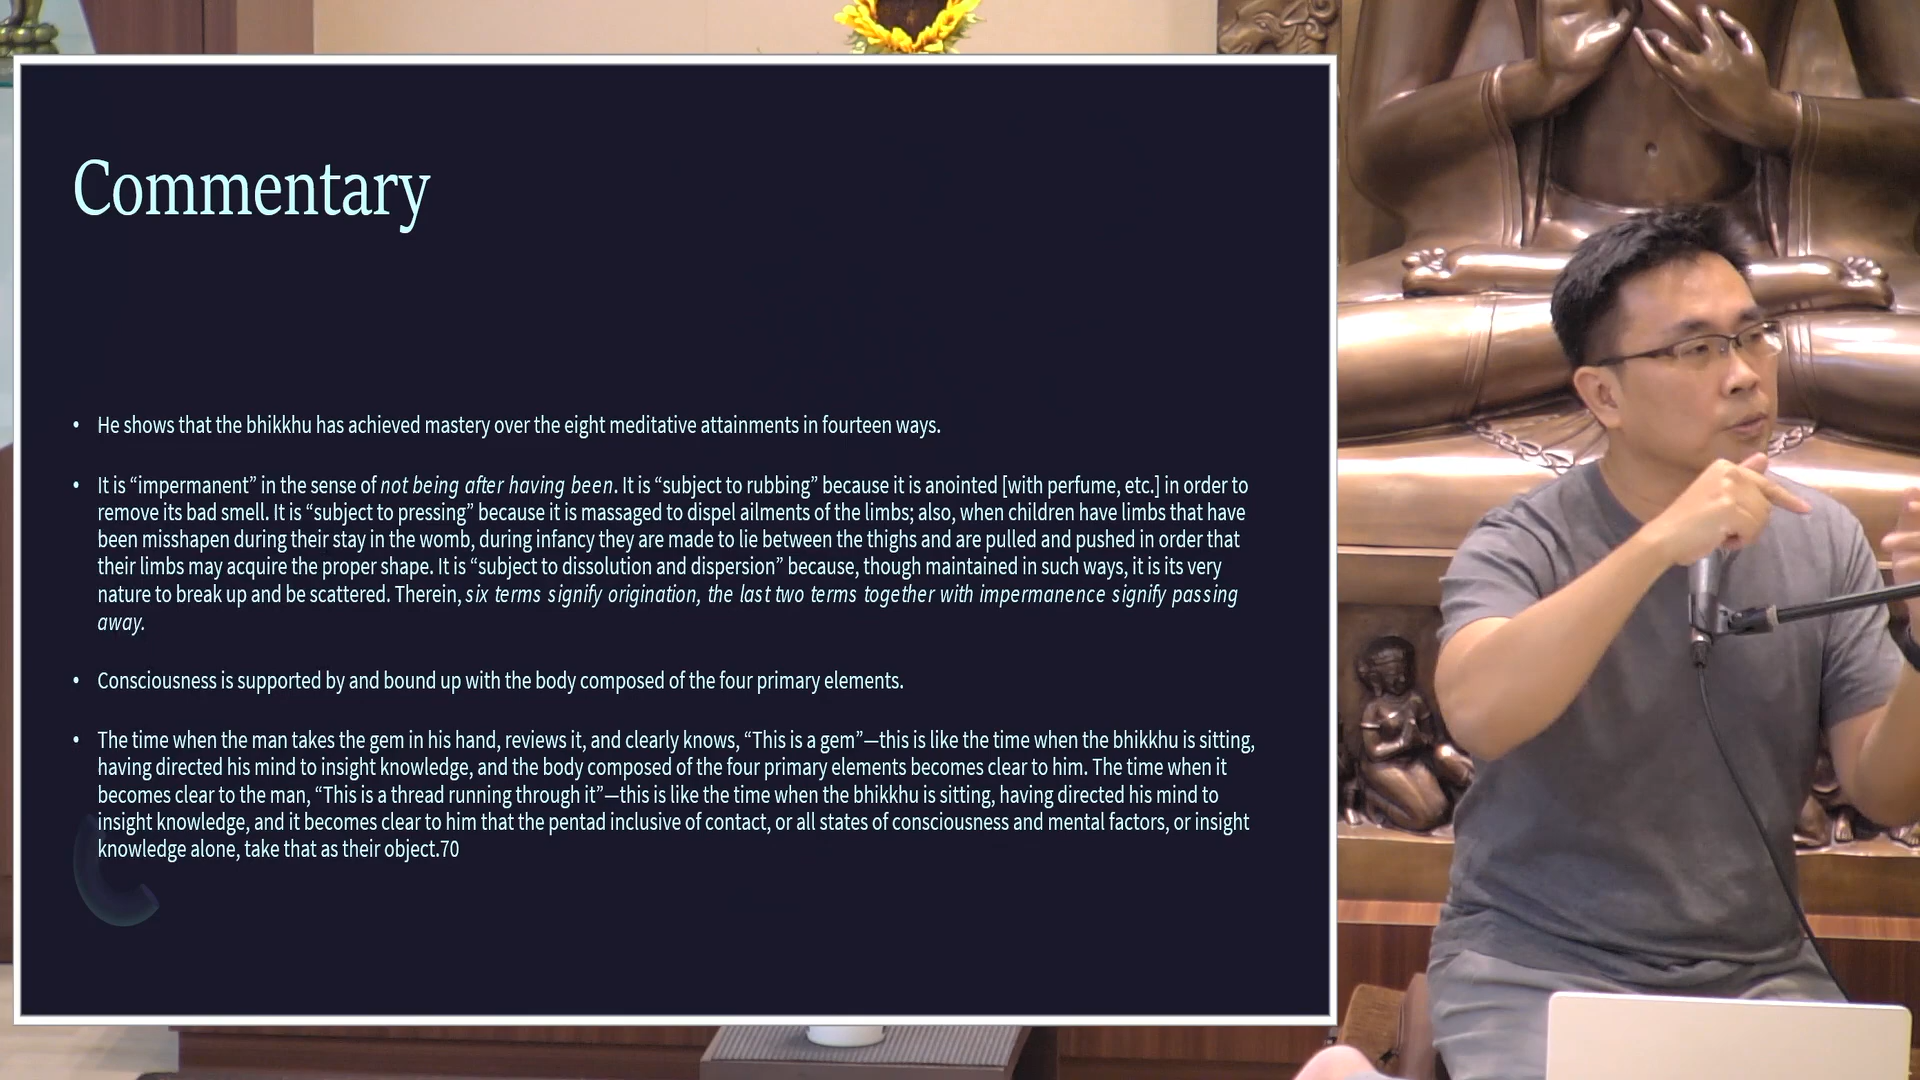 Commentary
• He shows that the bhikkhu has achieved mastery over the eight meditative attainments in fourteen ways.
• It is “impermanent” in the sense of not being after having been. It is “subject to rubbing” because it is anointed [with perfume, etc.] in order to
remove its bad smell. It is “subject to pressing” because it is massaged to dispel ailments of the limbs; also, when children have limbs that have
been misshapen during their stay in the womb, during infancy they are made to lie between the thighs and are pulled and pushed in order that
their limbs may acquire the proper shape. It is “subject to dissolution and dispersion” because, though maintained in such ways, it is its very
nature to break up and be scattered. Therein, six terms signify origination, the last two terms together with impermanence signify passing
away.
• Consciousness is supported by and bound up with the body composed of the four primary elements.
• The time when the man takes the gem in his hand, reviews it, and clearly knows, “This is a gem”—this is like the time when the bhikkhu is sitting,
having directed his mind to insight knowledge, and the body composed of the four primary elements becomes clear to him. The time when it
becomes clear to the man, “This is a thread running through it”—this is like the time when the bhikkhu is sitting, having directed his mind to
insight knowledge, and it becomes clear to him that the pentad inclusive of contact, or all states of consciousness and mental factors, or insight
knowledge alone, take that as their object.70